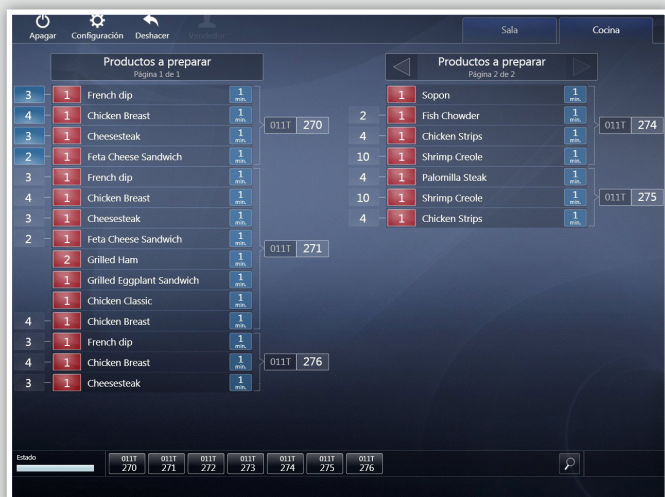 Apagar Configuración Deshacer Vendedor
Sala Cocina
Productos a preparar
Página 1 de 1
3 1 French dip 1 min.
4 1 Chicken Breast 1 min.
3 1 Cheesesteak 1 min.
2 1 Feta Cheese Sandwich 1 min.
011T 270
3 1 French dip 1 min.
4 1 Chicken Breast 1 min.
3 1 Cheesesteak 1 min.
2 1 Feta Cheese Sandwich 1 min.
2 Grilled Ham 1 min.
1 Grilled Eggplant Sandwich 1 min.
1 Chicken Classic 1 min.
4 1 Chicken Breast 1 min.
011T 271
3 1 French dip 1 min.
4 1 Chicken Breast 1 min.
3 1 Cheesesteak 1 min.
011T 276
Productos a preparar
Página 2 de 2
1 Sopon 1 min.
2 1 Fish Chowder 1 min.
4 1 Chicken Strips 1 min.
10 1 Shrimp Creole 1 min.
011T 274
4 1 Palomilla Steak 1 min.
10 1 Shrimp Creole 1 min.
4 1 Chicken Strips 1 min.
011T 275
Estado
011T 270 011T 271 011T 272 011T 273 011T 274 011T 275 011T 276